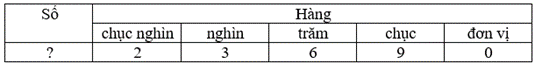 Số Hàng
chục nghìn nghìn trăm chục đơn vị
? 2 3 6 9 0